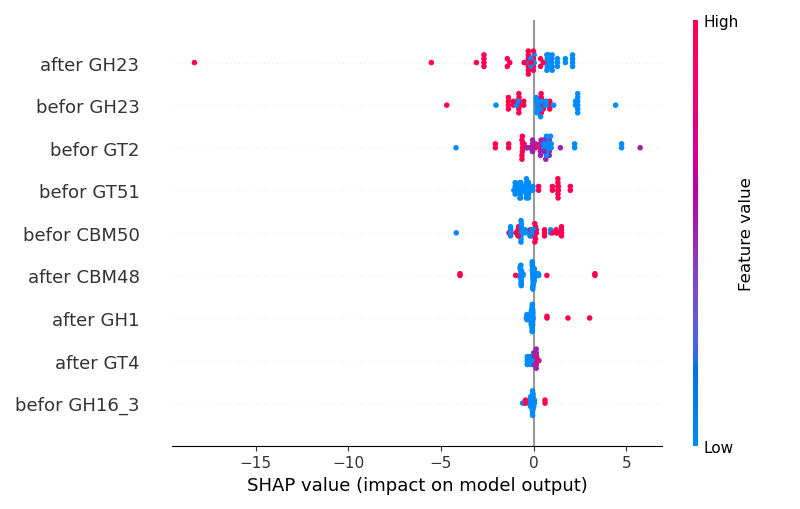 High
after GH23
befor GH23
befor GT2
befor GT51
befor CBM50
after CBM48
after GH1
after GT4
befor GH16_3
Feature value
Low
−15 −10 −5 0 5
SHAP value (impact on model output)